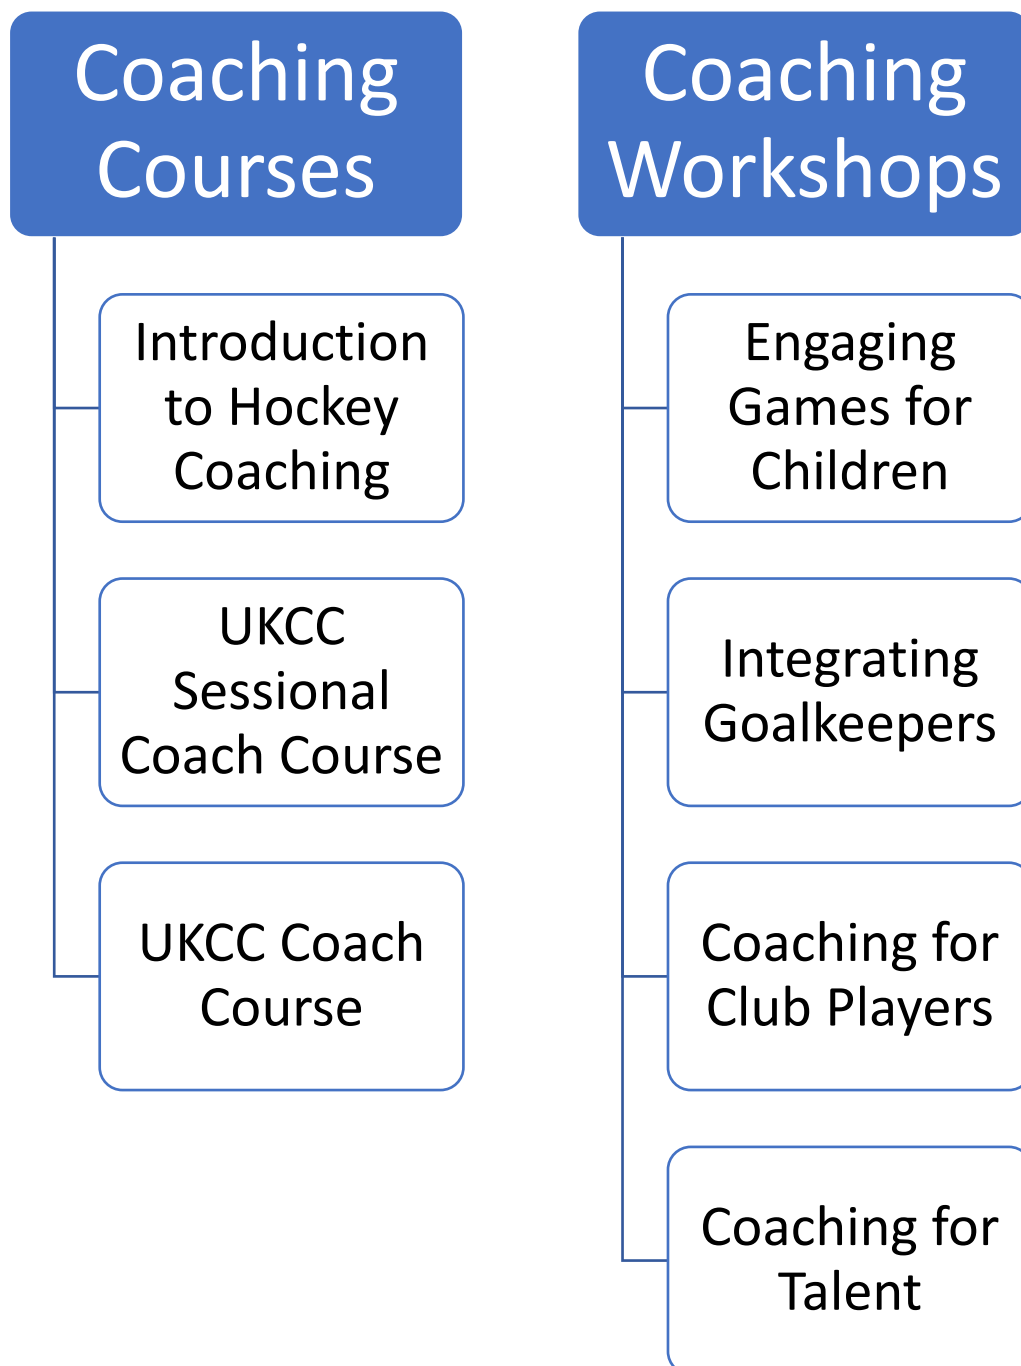 Coaching
Courses
Introduction
to Hockey
Coaching
UKCC
Sessional
Coach Course
UKCC Coach
Course
Coaching
Workshops
Engaging
Games for
Children
Integrating
Goalkeepers
Coaching for
Club Players
Coaching for
Talent